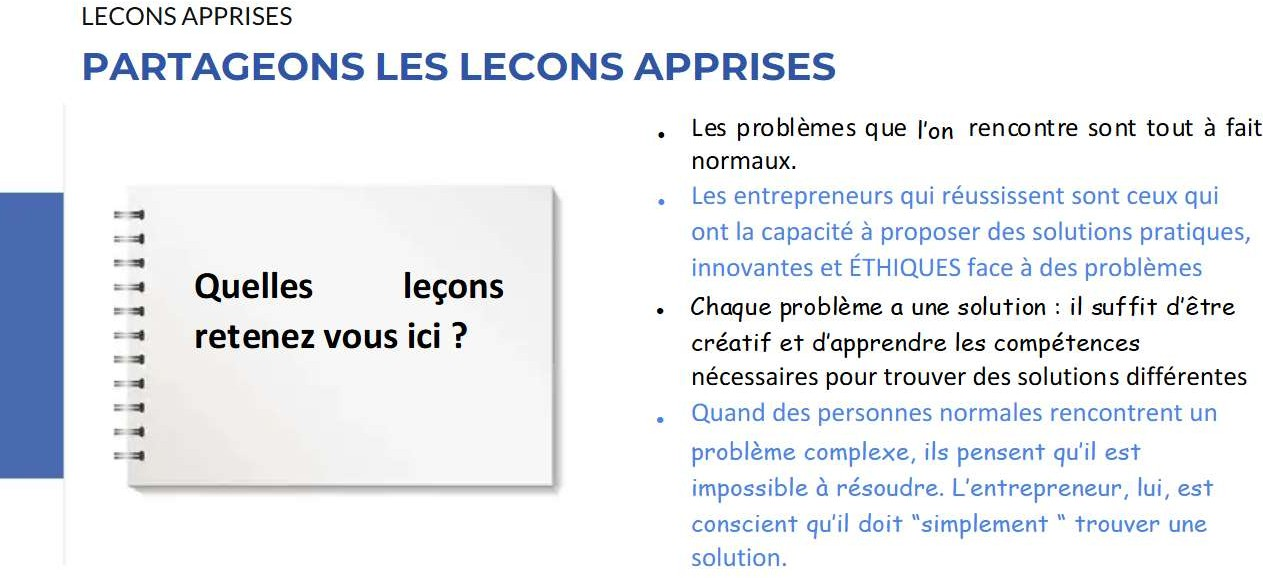 LECONS APPRISES
PARTAGEONS LES LECONS APPRISES
Quelles leçons
retenez vous ici ?
• Les problèmes que l'on rencontre sont tout à fait
normaux.
• Les entrepreneurs qui réussissent sont ceux qui
ont la capacité à proposer des solutions pratiques,
innovantes et ÉTHIQUES face à des problèmes
• Chaque problème a une solution : il suffit d'être
créatif et d'apprendre les compétences
nécessaires pour trouver des solutions différentes
• Quand des personnes normales rencontrent un
problème complexe, ils pensent qu'il est
impossible à résoudre. L'entrepreneur, lui, est
conscient qu'il doit "simplement " trouver une
solution.